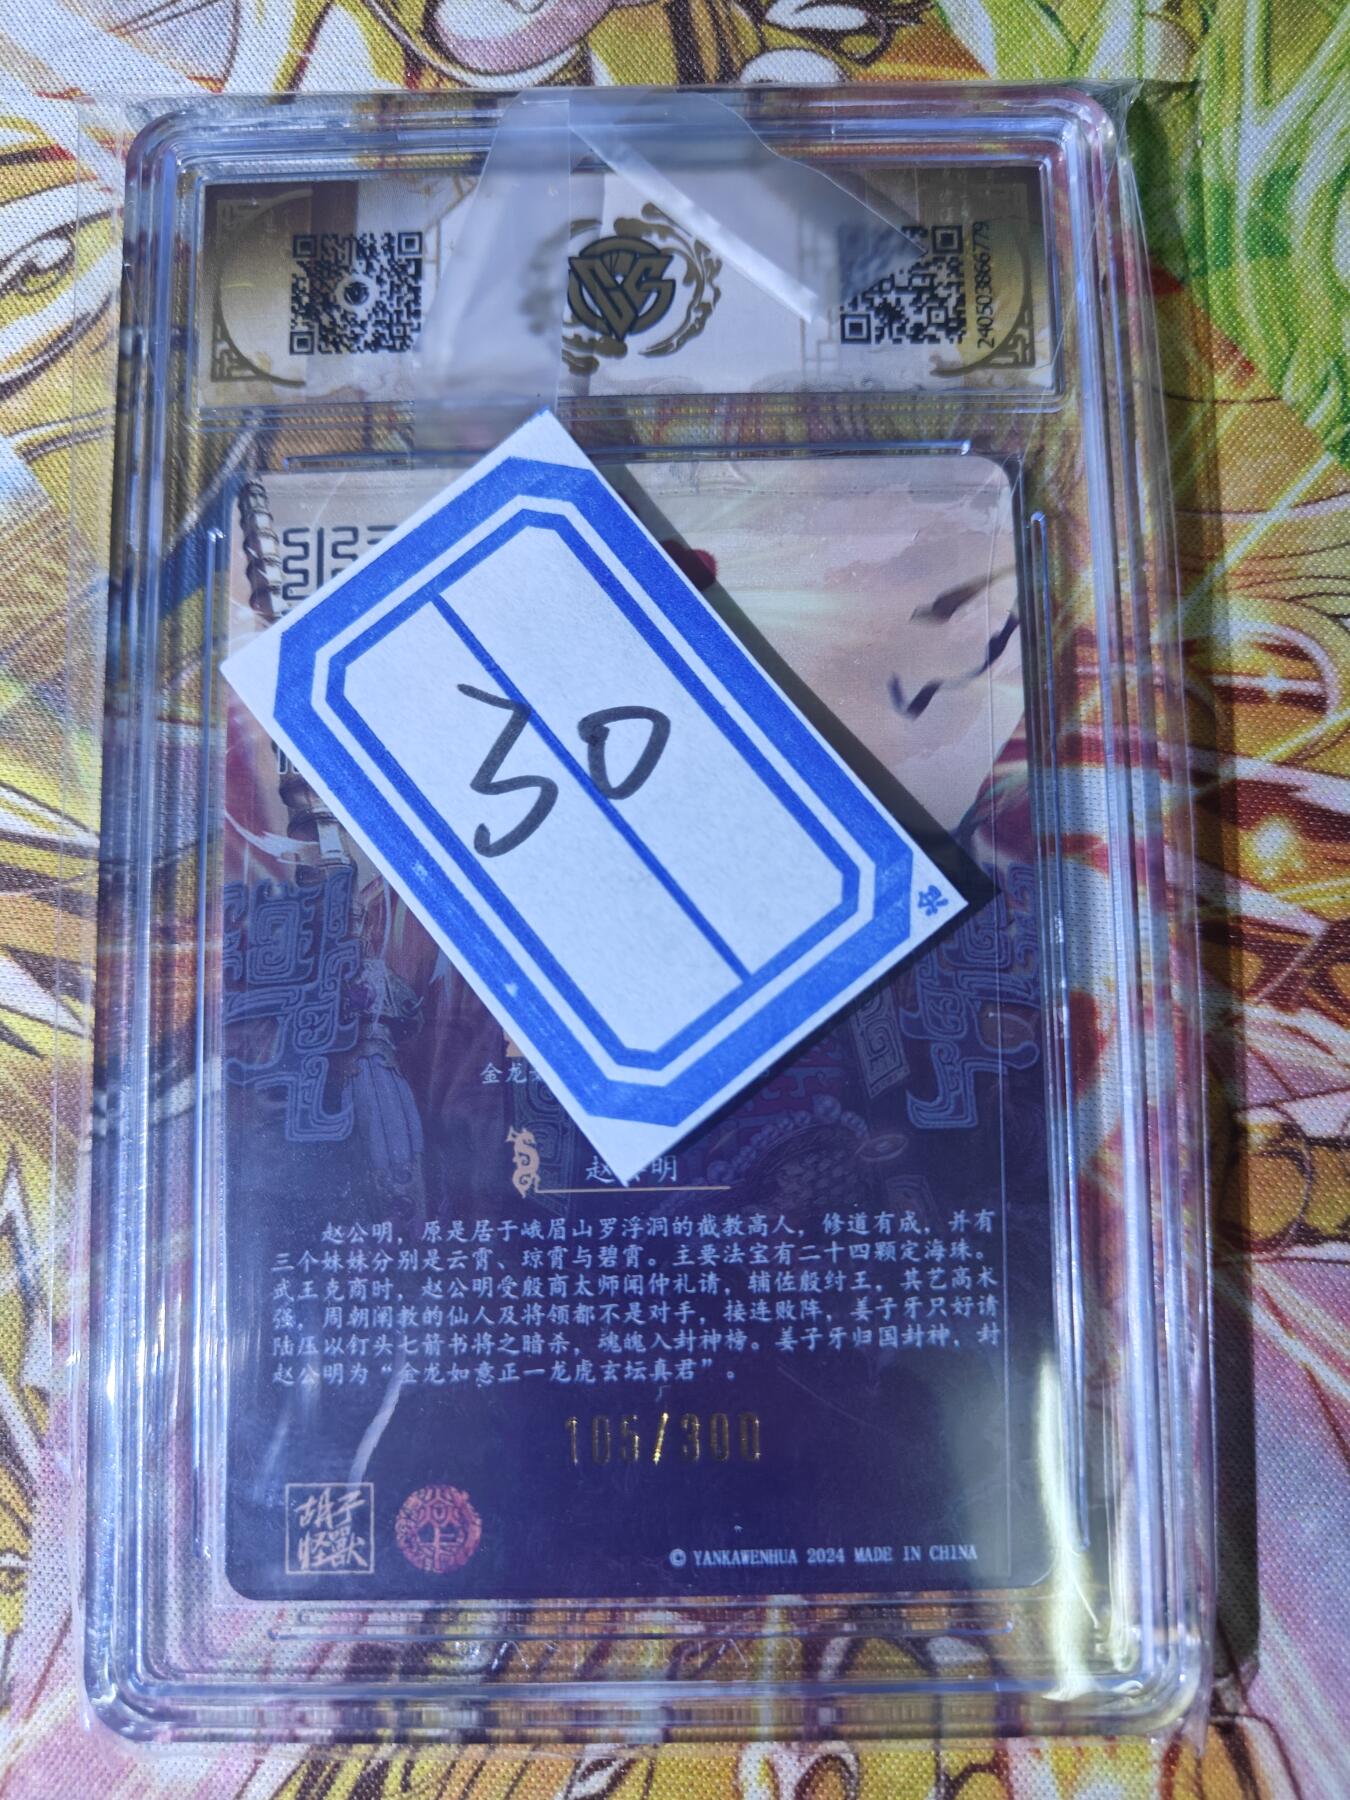 240503866779
30
金龙
赵公明
赵公明，原是居于峨眉山罗浮洞的截教高人，修道有成，并有
三个妹妹分别是云霄、琼霄与碧霄。主要法宝有二十四颗定海珠。
武王克商时，赵公明受殷商太师闻仲礼请，辅佐殷纣王，其艺高术
强，周朝阐教的仙人及将领都不是对手，接连败阵，姜子牙只好请
陆压以钉头七箭书将之暗杀，魂魄入封神榜。姜子牙归国封神，封
赵公明为“金龙如意正一龙虎玄坛真君”。
105/300
胡子
怪兽
© YANKAWENHUA 2024 MADE IN CHINA